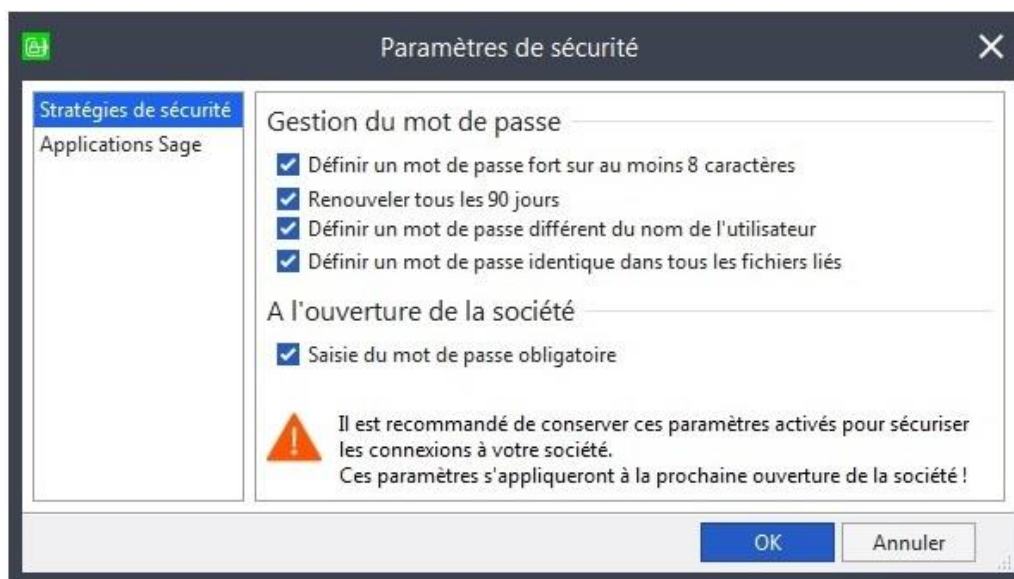 Paramètres de sécurité
Stratégies de sécurité
Applications Sage
Gestion du mot de passe
Définir un mot de passe fort sur au moins 8 caractères
Renouveler tous les 90 jours
Définir un mot de passe différent du nom de l'utilisateur
Définir un mot de passe identique dans tous les fichiers liés
A l'ouverture de la société
Saisie du mot de passe obligatoire
Il est recommandé de conserver ces paramètres activés pour sécuriser
les connexions à votre société.
Ces paramètres s'appliqueront à la prochaine ouverture de la société !
OK
Annuler